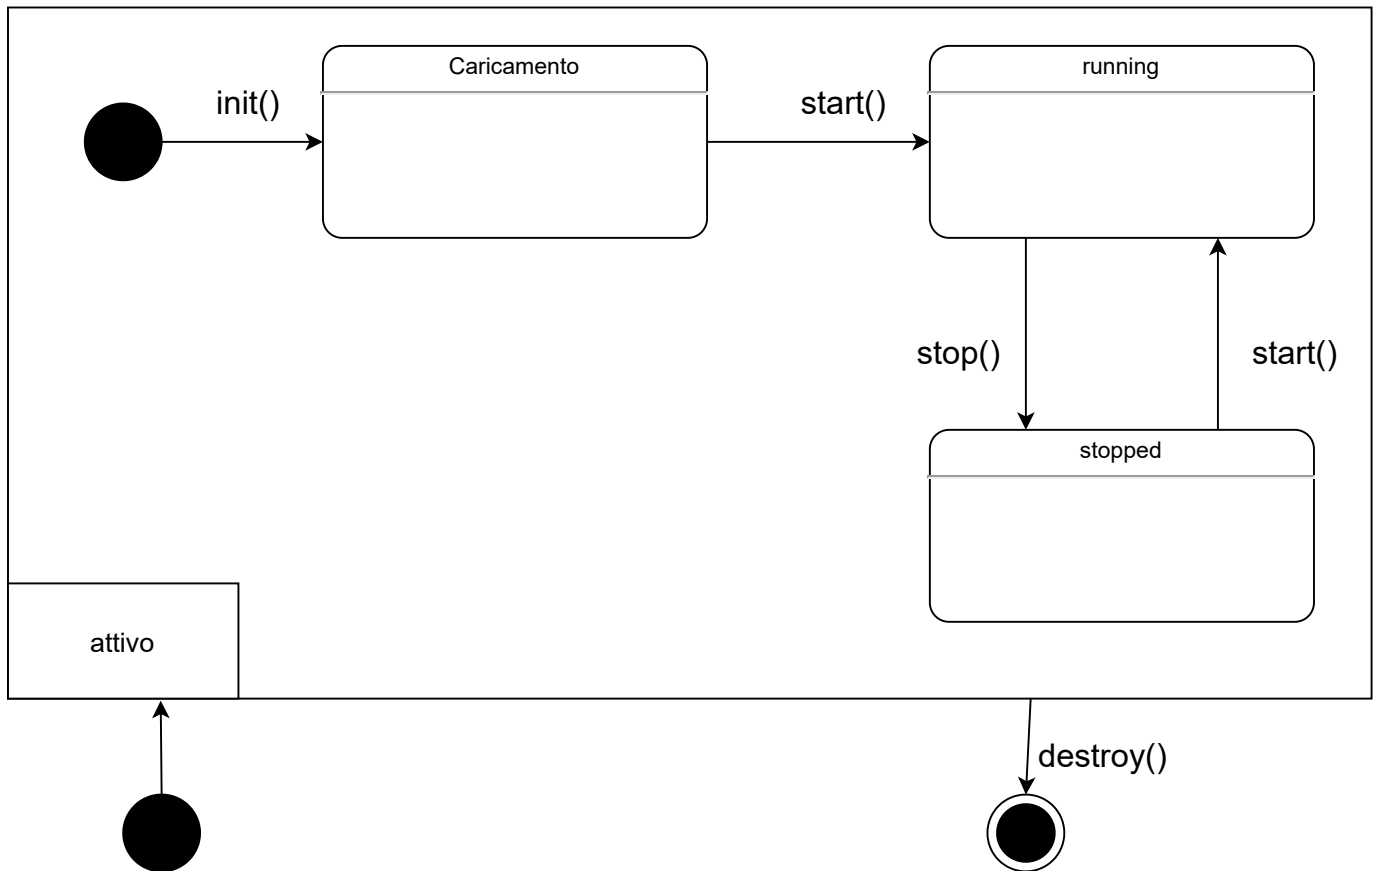 Caricamento
running
init()
start()
stop()
start()
stopped
attivo
destroy()